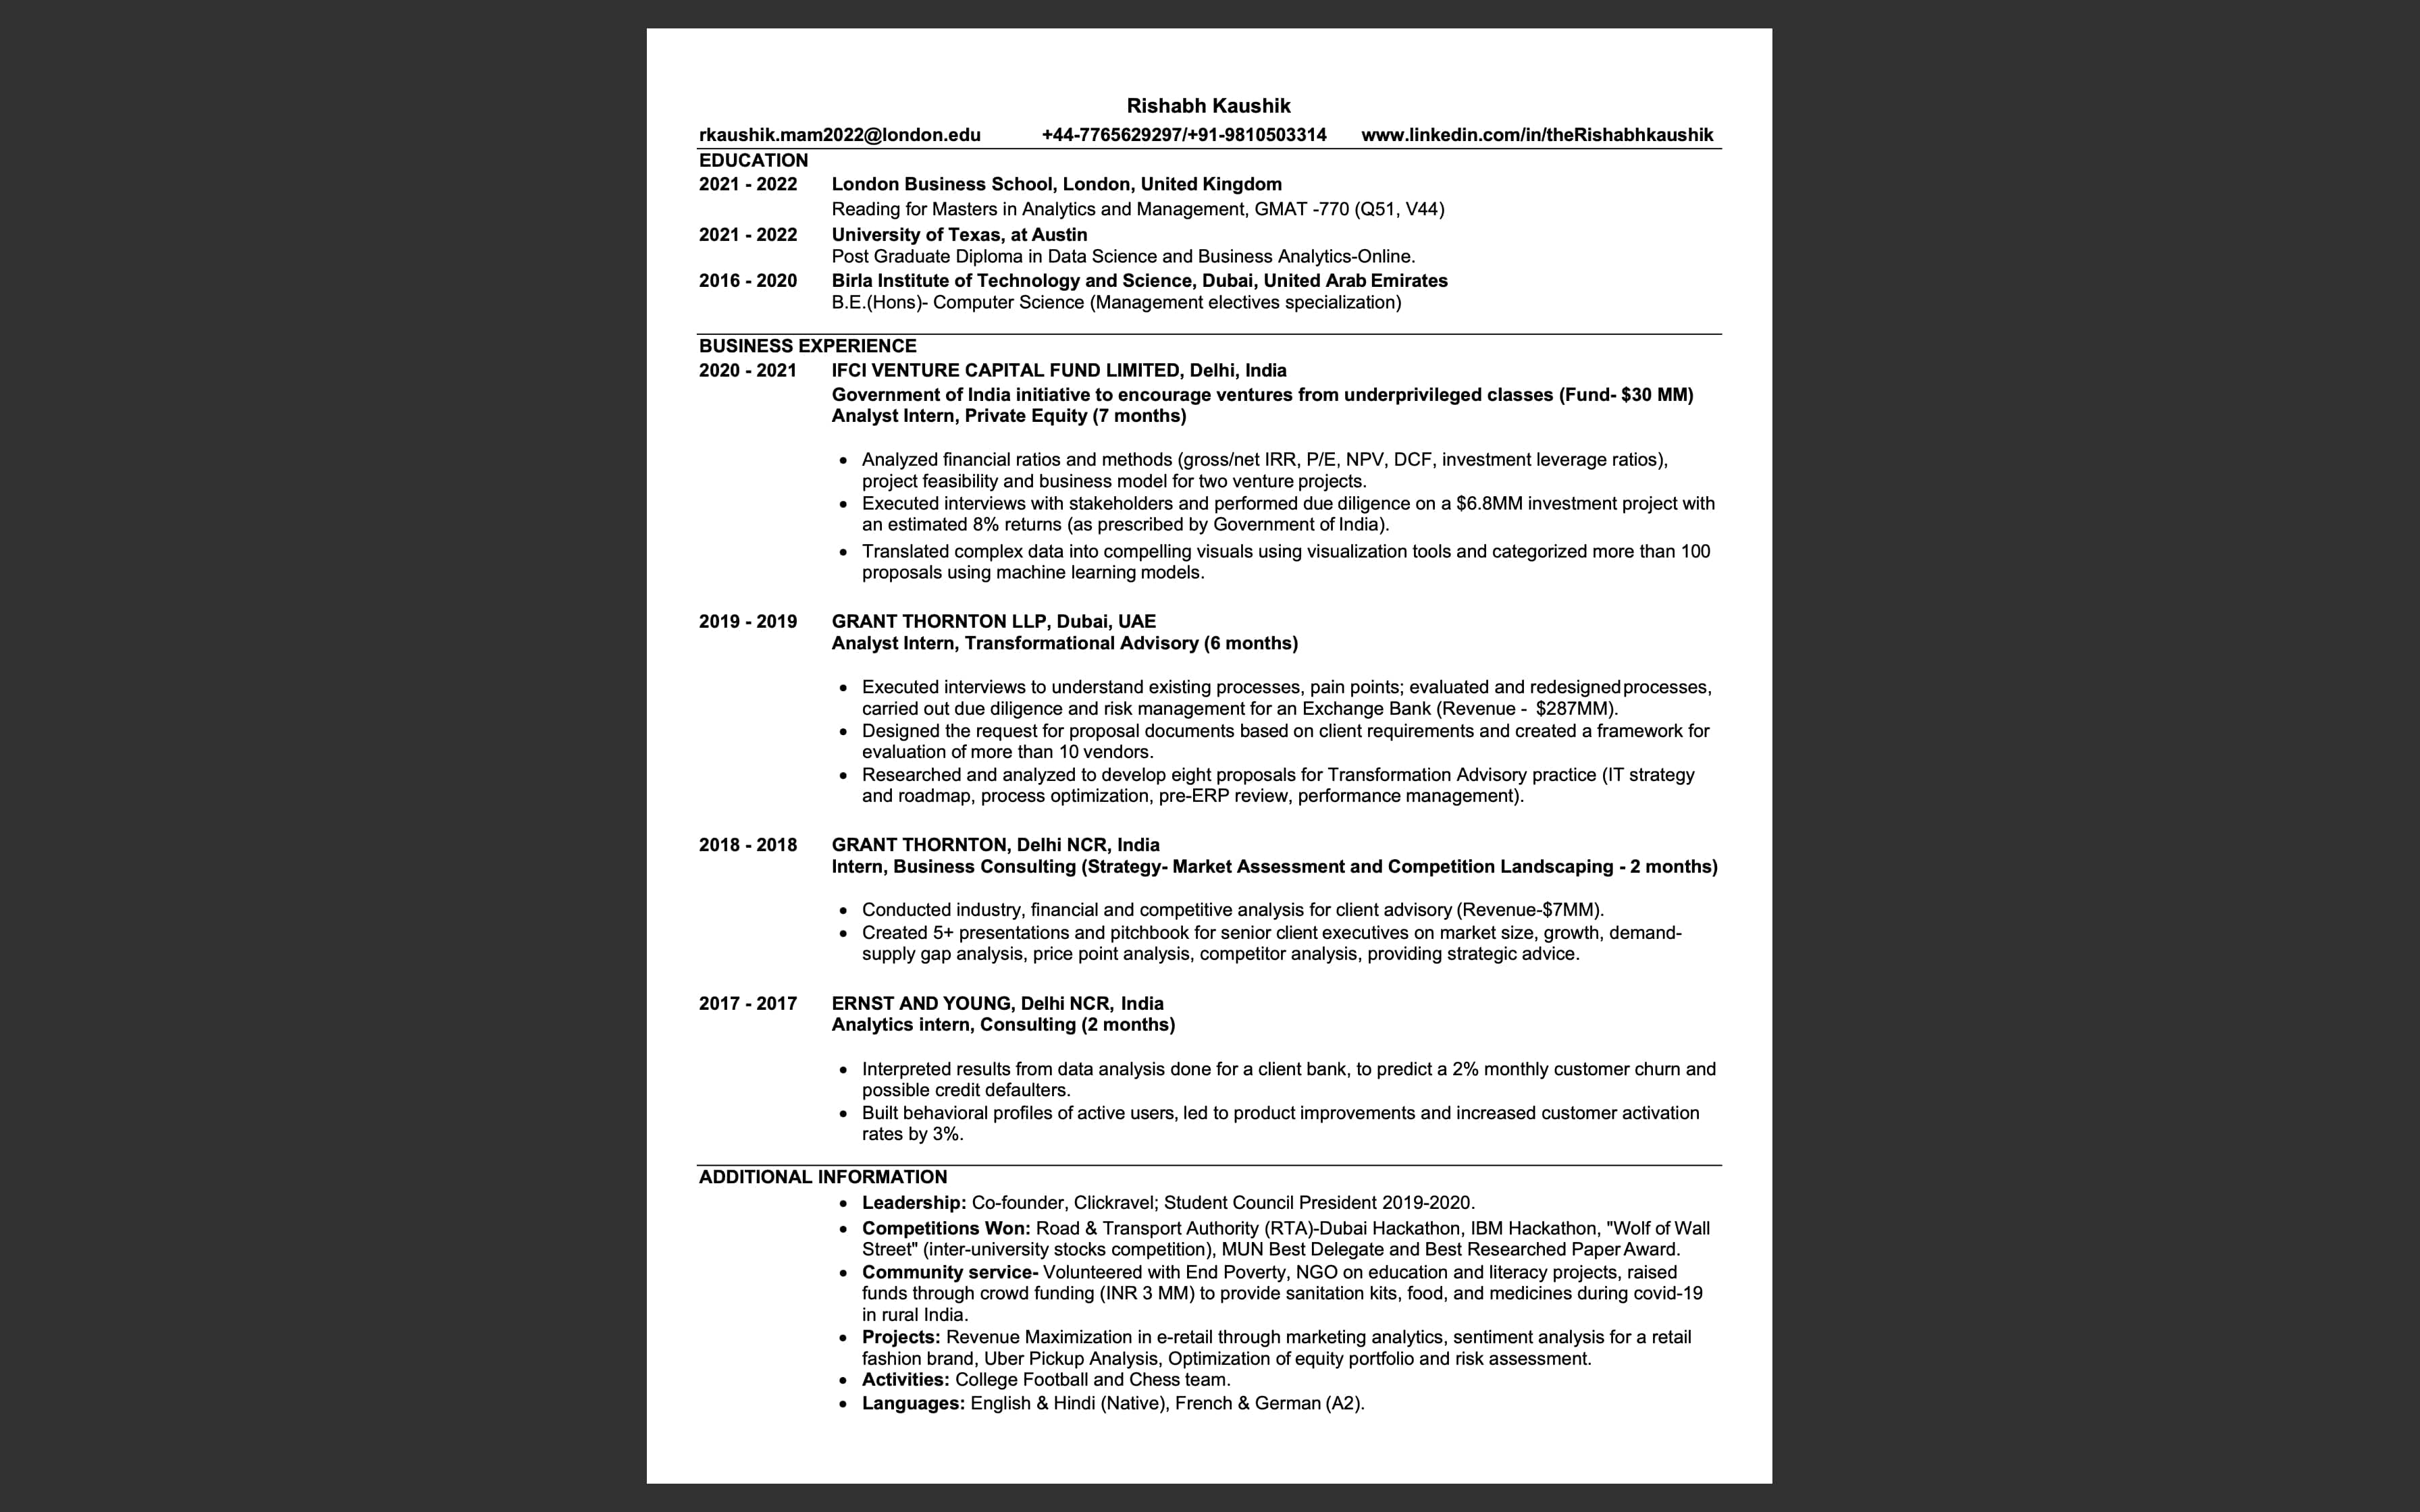 Rishabh Kaushik
rkaushik.mam2022@london.edu +44-7765629297/+91-9810503314 www.linkedin.com/in/theRishabhkaushik
EDUCATION
2021 - 2022 London Business School, London, United Kingdom
Reading for Masters in Analytics and Management, GMAT -770 (Q51, V44)
2021 - 2022 University of Texas, at Austin
Post Graduate Diploma in Data Science and Business Analytics-Online.
2016 - 2020 Birla Institute of Technology and Science, Dubai, United Arab Emirates
B.E.(Hons)- Computer Science (Management electives specialization)
BUSINESS EXPERIENCE
2020 - 2021 IFCI VENTURE CAPITAL FUND LIMITED, Delhi, India
Government of India initiative to encourage ventures from underprivileged classes (Fund- $30 MM)
Analyst Intern, Private Equity (7 months)
• Analyzed financial ratios and methods (gross/net IRR, P/E, NPV, DCF, investment leverage ratios),
project feasibility and business model for two venture projects.
• Executed interviews with stakeholders and performed due diligence on a $6.8MM investment project with
an estimated 8% returns (as prescribed by Government of India).
• Translated complex data into compelling visuals using visualization tools and categorized more than 100
proposals using machine learning models.
2019 - 2019 GRANT THORNTON LLP, Dubai, UAE
Analyst Intern, Transformational Advisory (6 months)
• Executed interviews to understand existing processes, pain points; evaluated and redesigned processes,
carried out due diligence and risk management for an Exchange Bank (Revenue - $287MM).
• Designed the request for proposal documents based on client requirements and created a framework for
evaluation of more than 10 vendors.
• Researched and analyzed to develop eight proposals for Transformation Advisory practice (IT strategy
and roadmap, process optimization, pre-ERP review, performance management).
2018 - 2018 GRANT THORNTON, Delhi NCR, India
Intern, Business Consulting (Strategy- Market Assessment and Competition Landscaping - 2 months)
• Conducted industry, financial and competitive analysis for client advisory (Revenue-$7MM).
• Created 5+ presentations and pitchbook for senior client executives on market size, growth, demand-
supply gap analysis, price point analysis, competitor analysis, providing strategic advice.
2017 - 2017 ERNST AND YOUNG, Delhi NCR, India
Analytics intern, Consulting (2 months)
• Interpreted results from data analysis done for a client bank, to predict a 2% monthly customer churn and
possible credit defaulters.
• Built behavioral profiles of active users, led to product improvements and increased customer activation
rates by 3%.
ADDITIONAL INFORMATION
• Leadership: Co-founder, Clickravel; Student Council President 2019-2020.
• Competitions Won: Road & Transport Authority (RTA)-Dubai Hackathon, IBM Hackathon, "Wolf of Wall
Street" (inter-university stocks competition), MUN Best Delegate and Best Researched Paper Award.
• Community service- Volunteered with End Poverty, NGO on education and literacy projects, raised
funds through crowd funding (INR 3 MM) to provide sanitation kits, food, and medicines during covid-19
in rural India.
• Projects: Revenue Maximization in e-retail through marketing analytics, sentiment analysis for a retail
fashion brand, Uber Pickup Analysis, Optimization of equity portfolio and risk assessment.
• Activities: College Football and Chess team.
• Languages: English & Hindi (Native), French & German (A2).